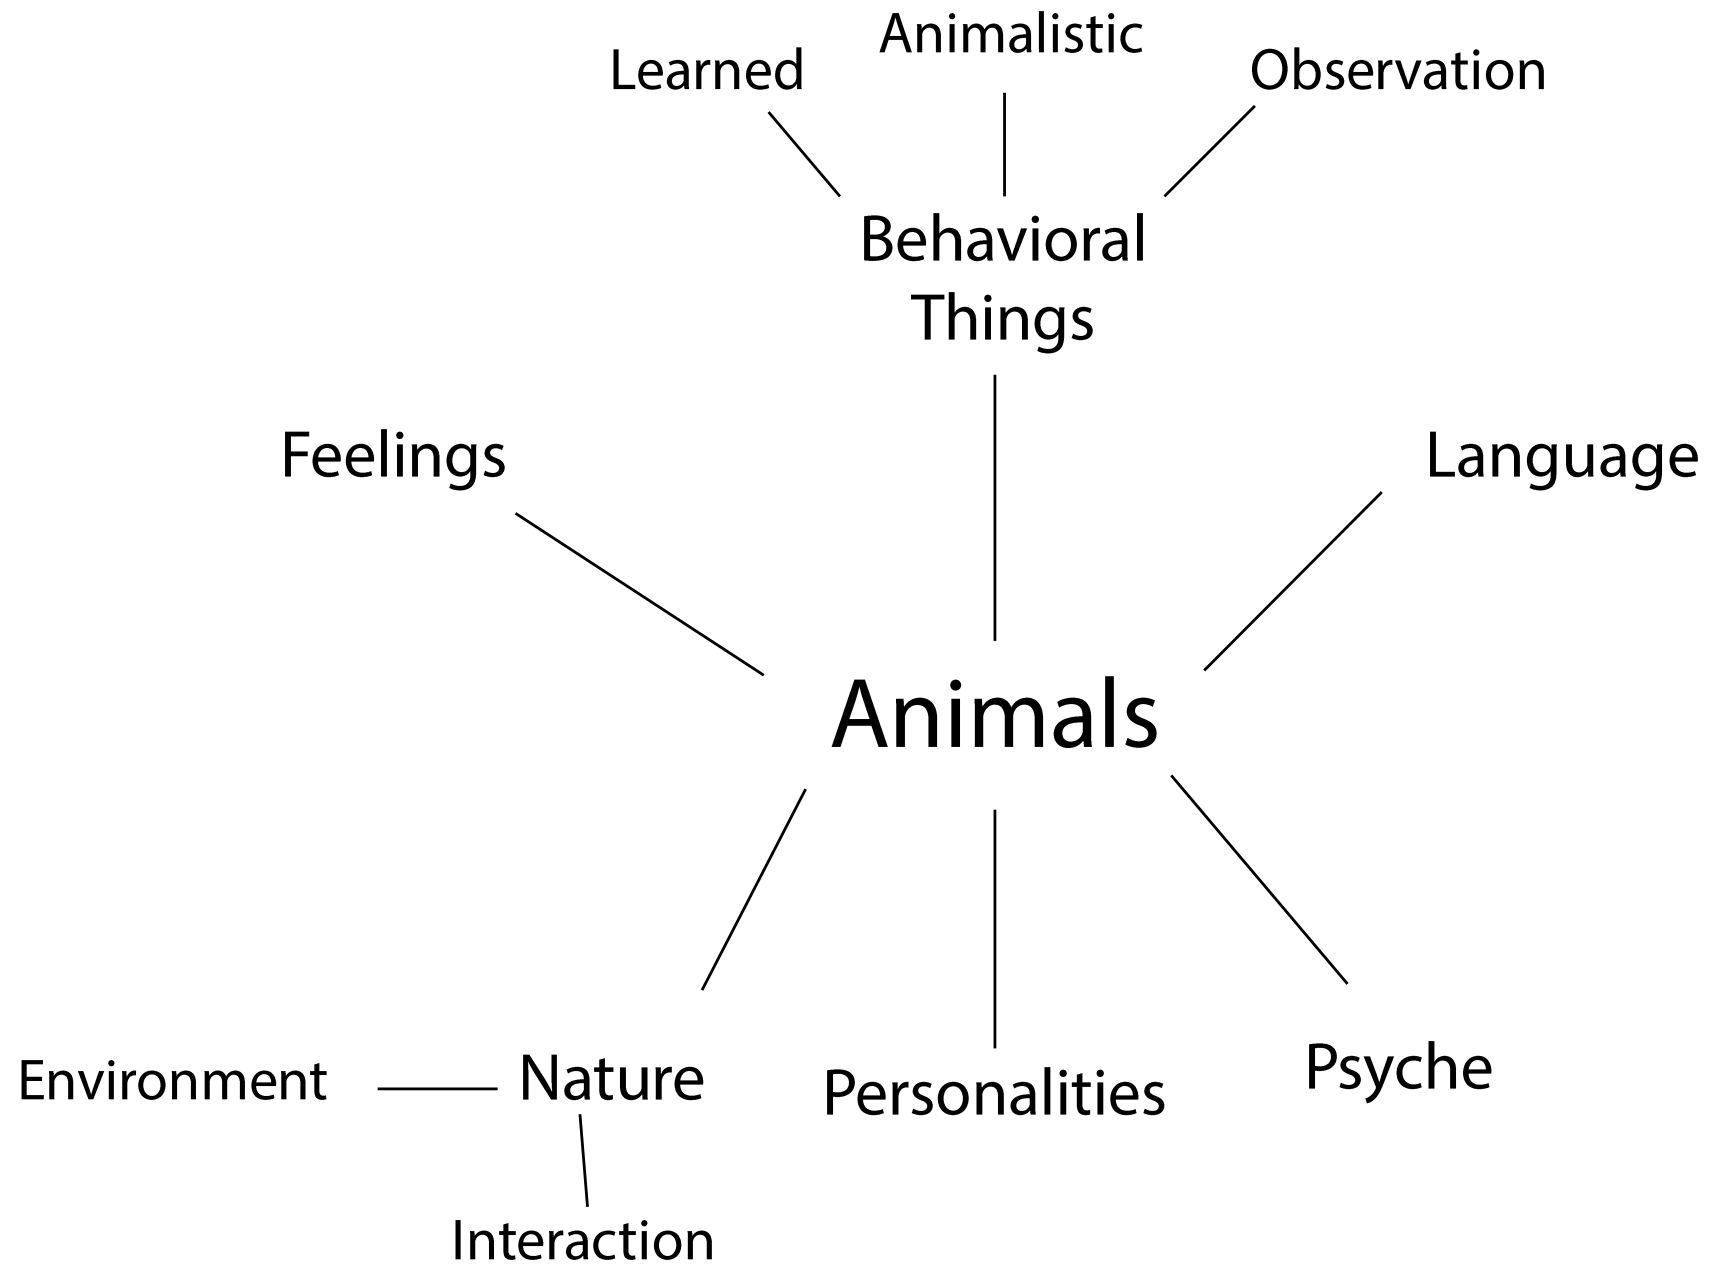 Animalistic
Learned
Observation
Behavioral
Things
Feelings
Language
Animals
Environment
Nature
Personalities
Psyche
Interaction